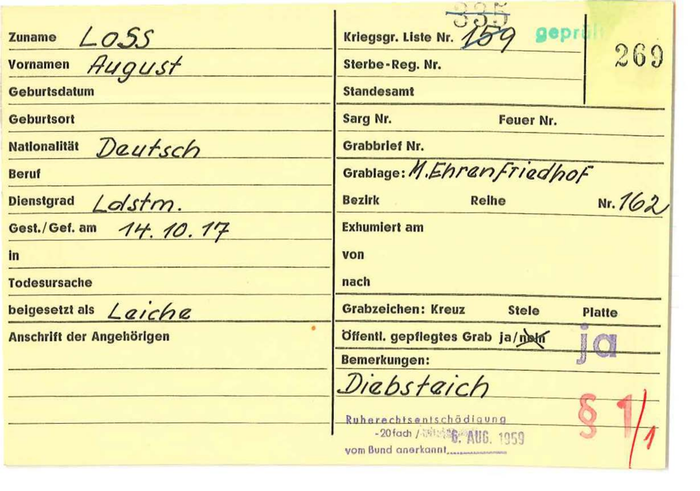 Zuname Loss
Vornamen August
Geburtsdatum
Geburtsort
Nationalität Deutsch
Beruf
Dienstgrad Ldstm.
Gest./Gef. am 14.10.17
in
Todesursache
beigesetzt als Leiche
Anschrift der Angehörigen
335
Kriegsgr. Liste Nr. 159 geprüft
269
Sterbe-Reg. Nr.
Standesamt
Sarg Nr. Feuer Nr.
Grabbrief Nr.
Grablage: M. Ehrenfriedhof
Bezirk Reihe Nr. 162
Exhumiert am
von
nach
Grabzeichen: Kreuz Stele Platte
Öffentl. gepflegtes Grab ja/nein ja
Bemerkungen:
Diebsteich
§ 1/1
Ruherechtsentschädigung
-20fach / 6. AUG. 1959
vom Bund anerkannt